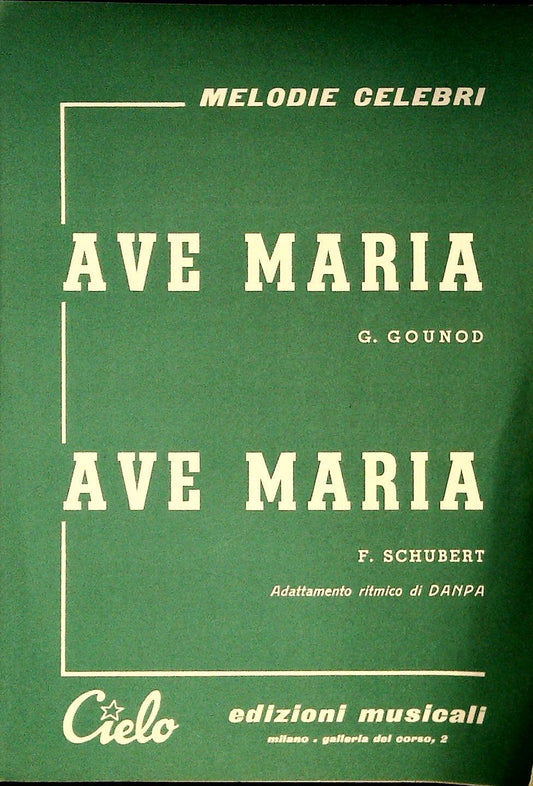 MELODIE CELEBRI
AVE MARIA
G. GOUNOD
AVE MARIA
F. SCHUBERT
Adattamento ritmico di DANPA
Cielo
edizioni musicali
milano - galleria del corso, 2